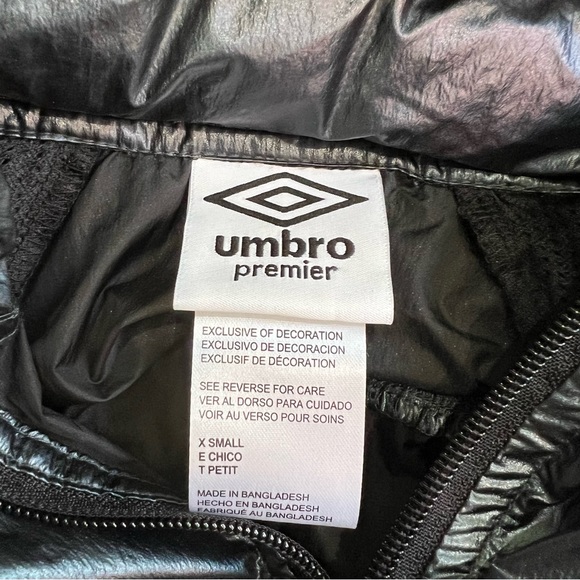 umbro
premier
EXCLUSIVE OF DECORATION
EXCLUSIVO DE DECORACION
EXCLUSIF DE DÉCORATION
SEE REVERSE FOR CARE
VER AL DORSO PARA CUIDADO
VOIR AU VERSO POUR SOINS
X SMALL
E CHICO
T PETIT
MADE IN BANGLADESH
HECHO EN BANGLADESH
FABRIQUÉ AU BANGLADESH